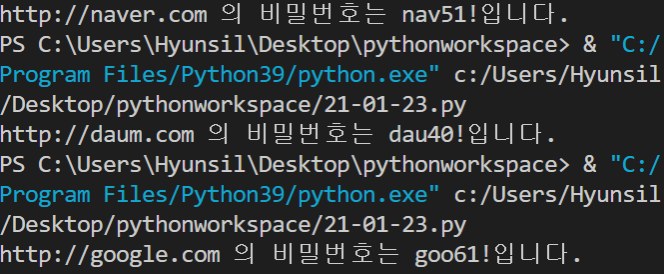 http://naver.com 의 비밀번호는 nav51!입니다.
PS C:\Users\Hyunsil\Desktop\pythonworkspace> & "C:/
Program Files/Python39/python.exe" c:/Users/Hyunsil
/Desktop/pythonworkspace/21-01-23.py
http://daum.com 의 비밀번호는 dau40!입니다.
PS C:\Users\Hyunsil\Desktop\pythonworkspace> & "C:/
Program Files/Python39/python.exe" c:/Users/Hyunsil
/Desktop/pythonworkspace/21-01-23.py
http://google.com 의 비밀번호는 goo61!입니다.